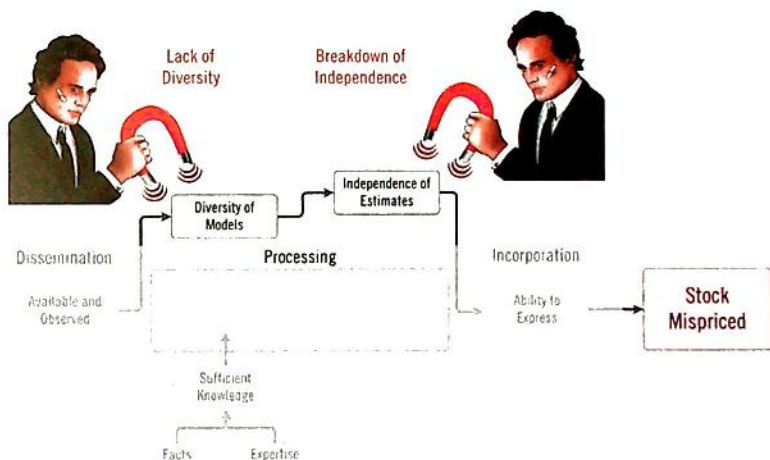 Lack of
Diversity
Breakdown of
Independence
Diversity of
Models
Independence of
Estimates
Dissemination
Processing
Incorporation
Available and
Observed
Ability to
Express
Stock
Mispriced
Sufficient
Knowledge
Facts
Expertise